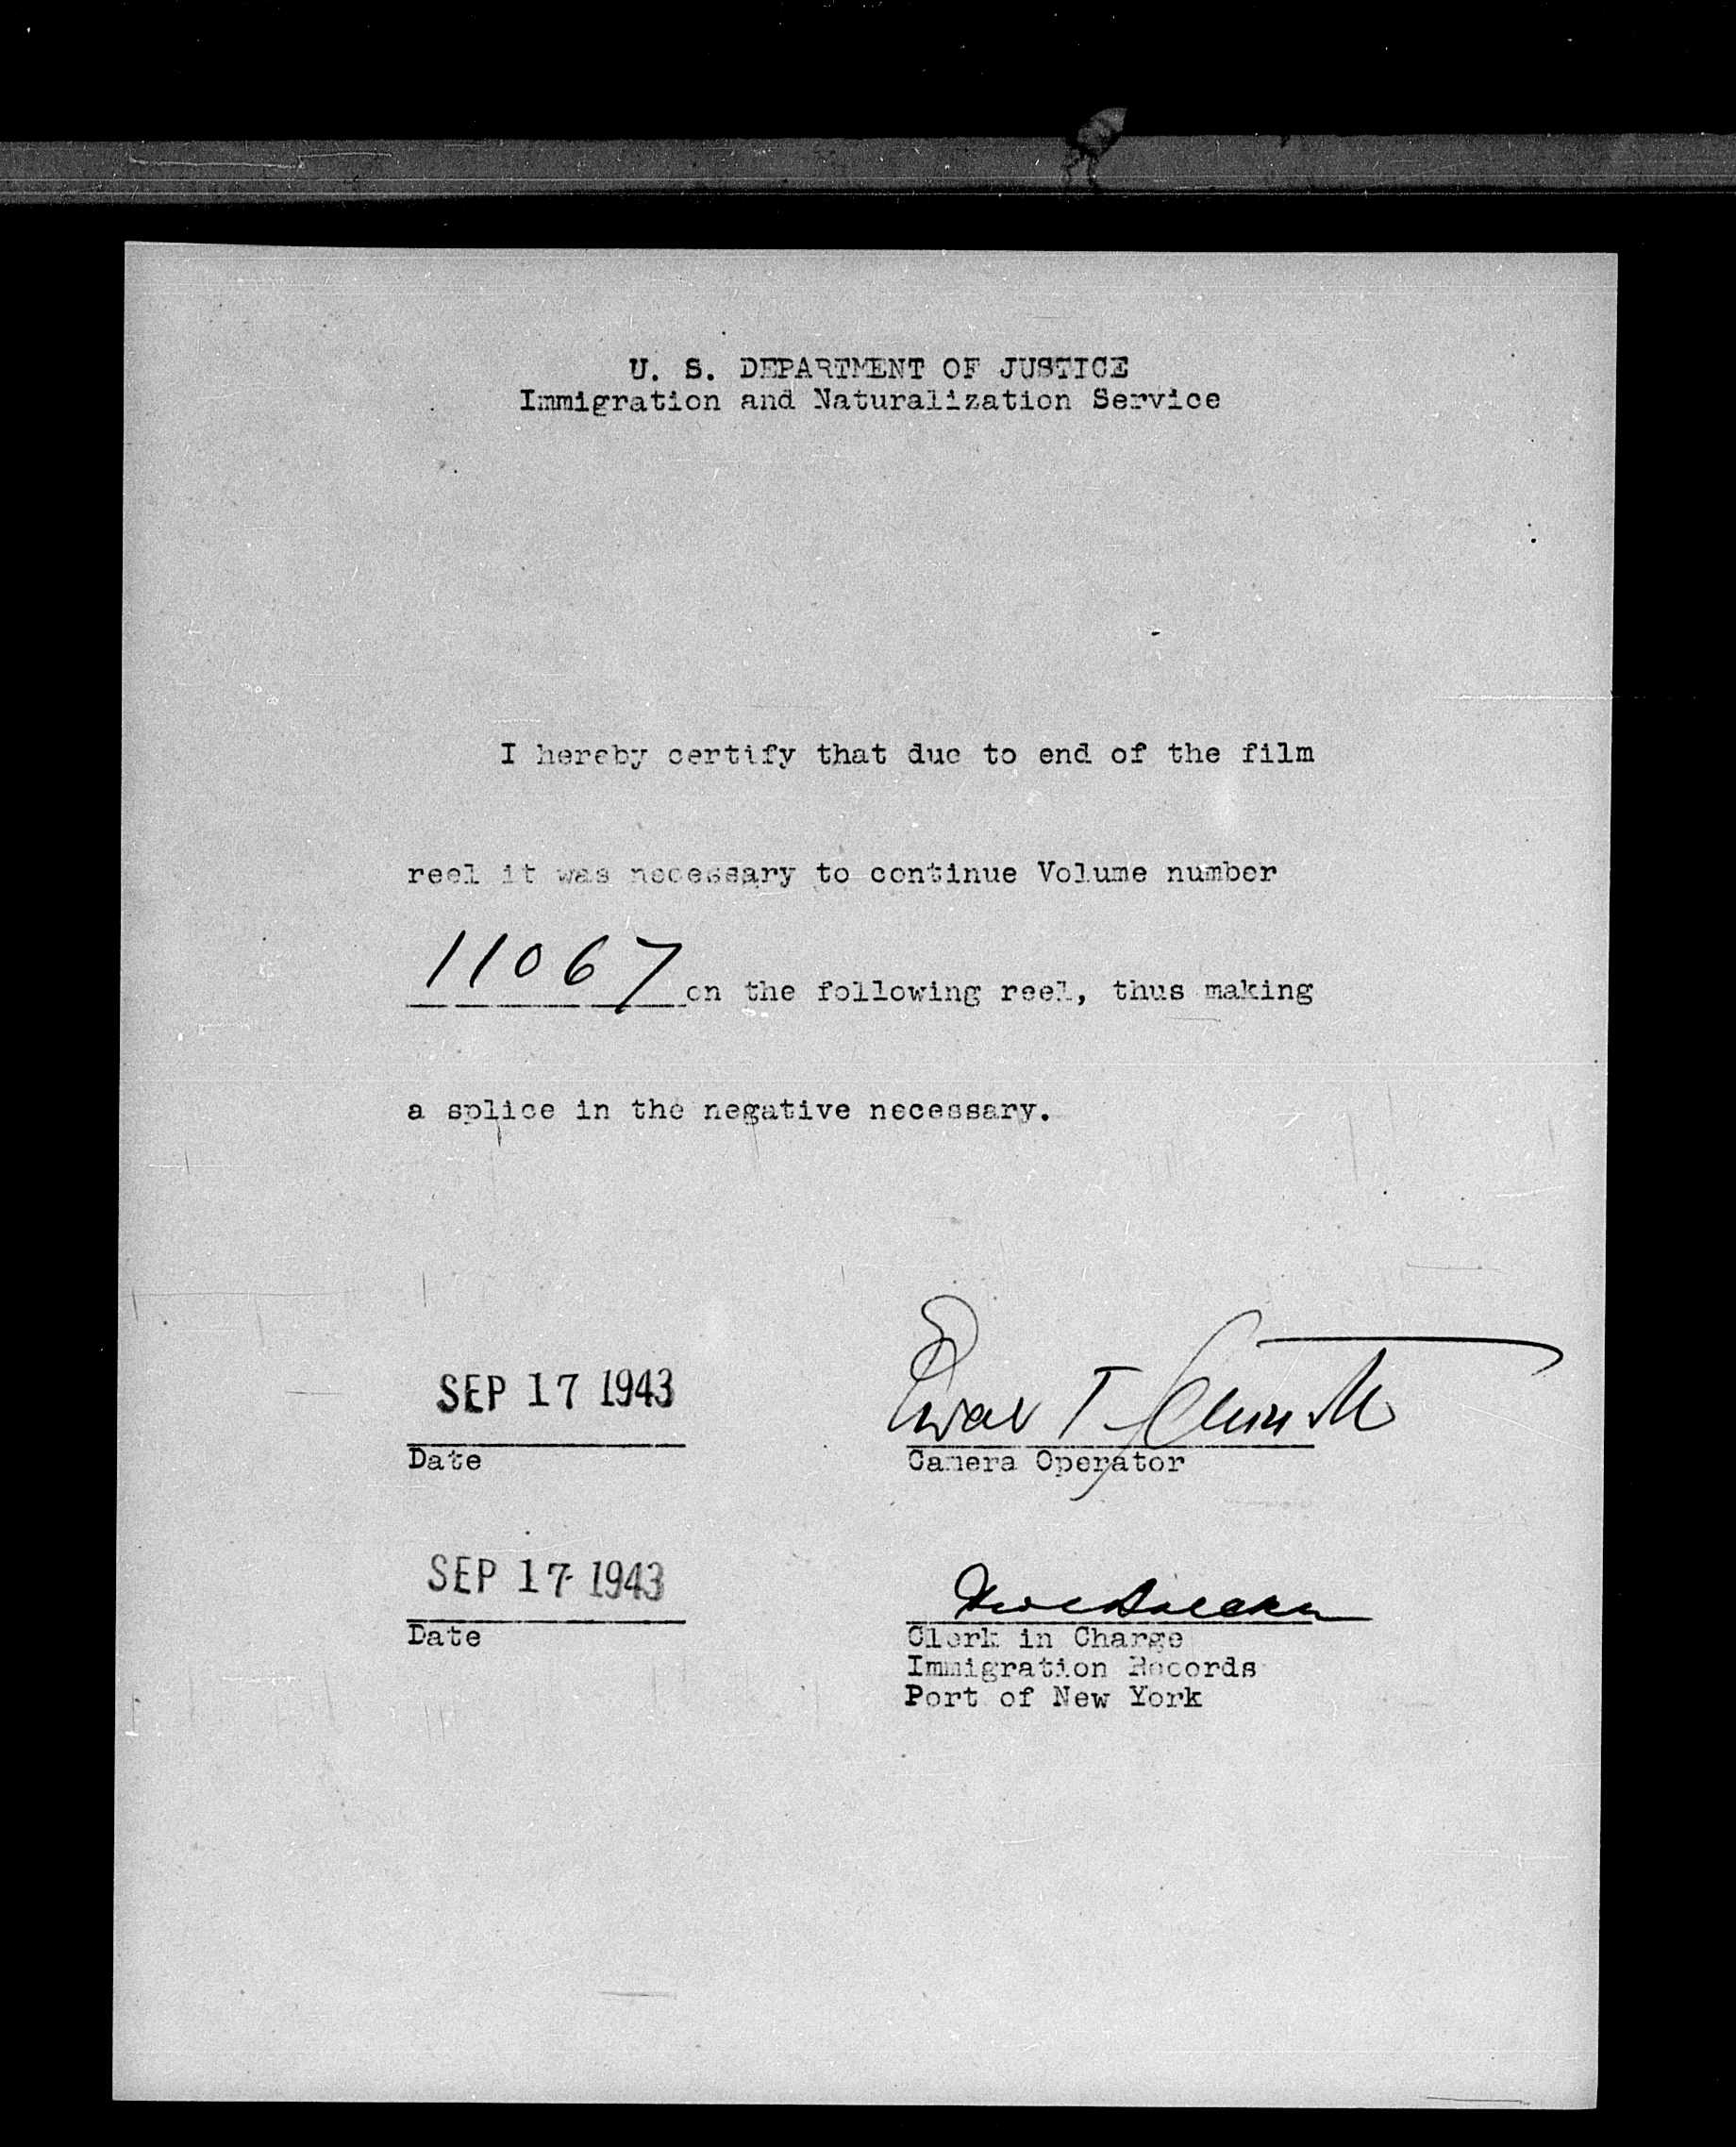 U. S. DEPARTMENT OF JUSTICE
Immigration and Naturalization Service
I hereby certify that due to end of the film
reel it was necessary to continue Volume number
11067 on the following reel, thus making
a splice in the negative necessary.
SEP 17 1943
Date
Camera Operator
SEP 17 1943
Date
Clerk in Charge
Immigration Records
Port of New York